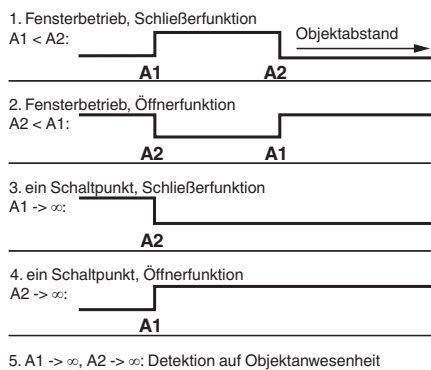 1. Fensterbetrieb, Schließerfunktion
A1 < A2:
Objektabstand
A1 A2
2. Fensterbetrieb, Öffnerfunktion
A2 < A1:
A2 A1
3. ein Schaltpunkt, Schließerfunktion
A1 -> ∞:
A2
4. ein Schaltpunkt, Öffnerfunktion
A2 -> ∞:
A1
5. A1 -> ∞, A2 -> ∞: Detektion auf Objektanwesenheit